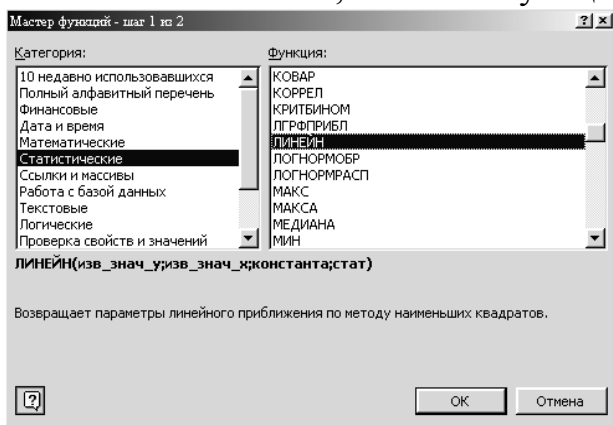 Мастер функций - шаг 1 из 2
Категория:
Функция:
10 недавно использовавшихся
Полный алфавитный перечень
Финансовые
Дата и время
Математические
Статистические
Ссылки и массивы
Работа с базой данных
Текстовые
Логические
Проверка свойств и значений
КОВАР
КОРРЕЛ
КРИТБИНОМ
ЛГРФПРИБЛ
ЛИНЕЙН
ЛОГНОРМОБР
ЛОГНОРМРАСП
МАКС
МАКСА
МЕДИАНА
МИН
ЛИНЕЙН(изв_знач_y;изв_знач_x;константа;стат)
Возвращает параметры линейного приближения по методу наименьших квадратов.
ОК
Отмена